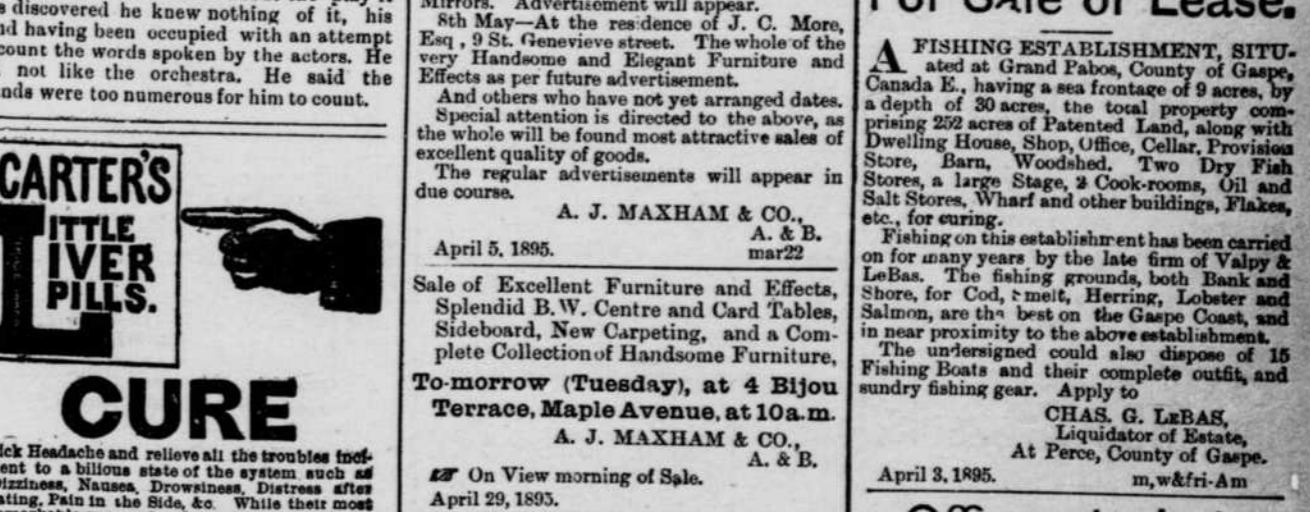 discovered he knew nothing of it, his
having been occupied with an attempt
count the words spoken by the actors. He
not like the orchestra. He said the
were too numerous for him to count.
CARTER'S
LITTLE
LIVER
PILLS.
CURE
Headache and relieve all the troubles inci-
to a bilious state of the system, such as
Dizziness, Nausea, Drowsiness, Distress after
eating, Pain in the Side, &c. While their most
Mirrors. Advertisement will appear.
8th May—At the residence of J. C. More,
Esq, 9 St. Genevieve street. The whole of the
very Handsome and Elegant Furniture and
Effects as per future advertisement.
And others who have not yet arranged dates.
Special attention is directed to the above, as
the whole will be found most attractive sales of
excellent quality of goods.
The regular advertisements will appear in
due course.
A. J. MAXHAM & CO.,
A. & B.
April 5, 1895. mar22
Sale of Excellent Furniture and Effects,
Splendid B.W. Centre and Card Tables,
Sideboard, New Carpeting, and a Com-
plete Collection of Handsome Furniture,
To-morrow (Tuesday), at 4 Bijou
Terrace, Maple Avenue, at 10 a.m.
A. J. MAXHAM & CO.,
A. & B.
☞ On View morning of Sale.
April 29, 1895.
For Sale or Lease.
A FISHING ESTABLISHMENT, SITU-
ated at Grand Pabos, County of Gaspe,
Canada E., having a sea frontage of 9 acres, by
a depth of 30 acres, the total property com-
prising 252 acres of Patented Land, along with
Dwelling House, Shop, Office, Cellar, Provision
Store, Barn, Woodshed. Two Dry Fish
Stores, a large Stage, 2 Cook-rooms, Oil and
Salt Stores, Wharf and other buildings, Flakes,
etc., for curing.
Fishing on this establishment has been carried
on for many years by the late firm of Valpy &
LeBas. The fishing grounds, both Bank and
Shore, for Cod, Smelt, Herring, Lobster and
Salmon, are the best on the Gaspe Coast, and
in near proximity to the above establishment.
The undersigned could also dispose of 15
Fishing Boats and their complete outfit, and
sundry fishing gear. Apply to
CHAS. G. LEBAS,
Liquidator of Estate,
At Perce, County of Gaspe.
April 3, 1895. m,w&fri-Am